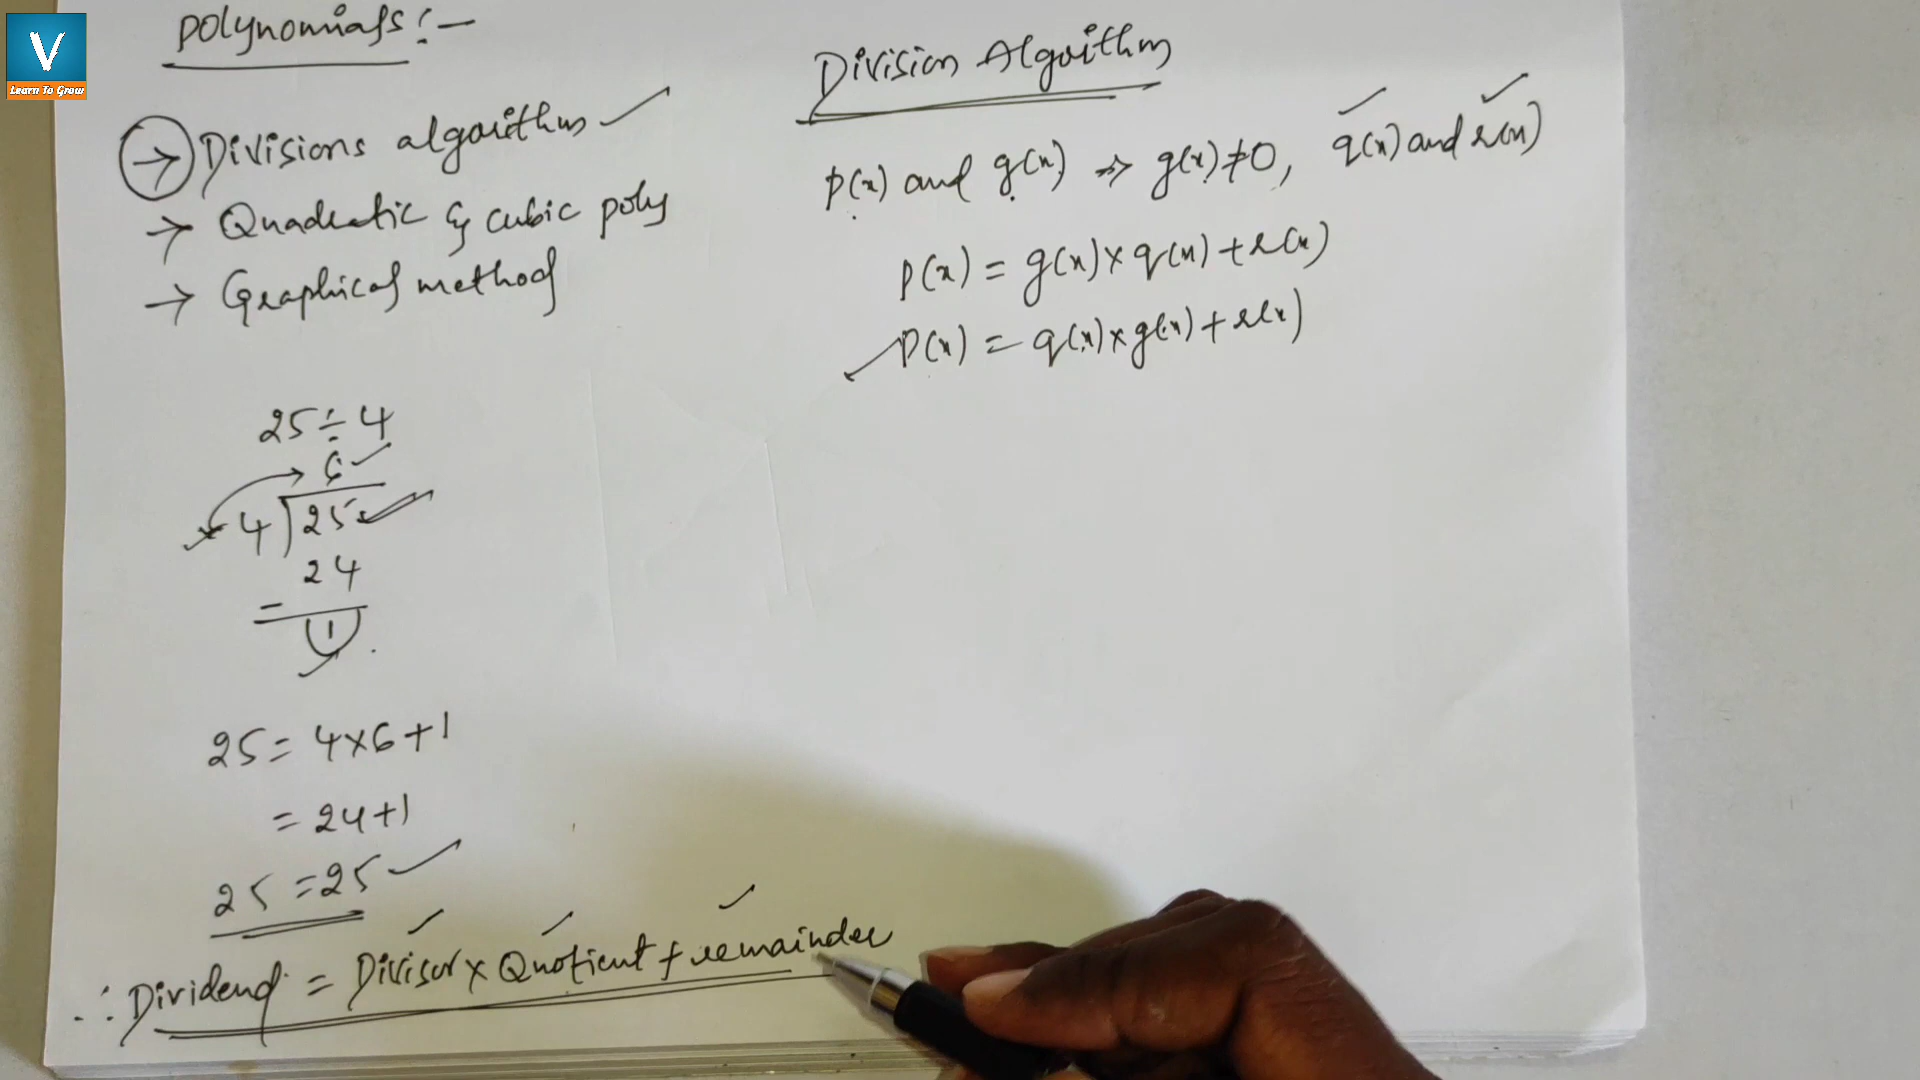 V
Learn To Grow
Polynomials :-
→ Divisions algorithm ✓
→ Quadratic & cubic poly
→ Graphical method
25 ÷ 4
6 ✓
4 25 ✓
24
= 1
25 = 4×6+1
= 24+1
25 = 25 ✓
∴ Dividend = Divisor × Quotient + remainder
Division Algorithm
p(x) and g(x) → g(x) ≠ 0, q(x) and r(x)
p(x) = g(x) × q(x) + r(x)
✓ p(x) = q(x) × g(x) + r(x)